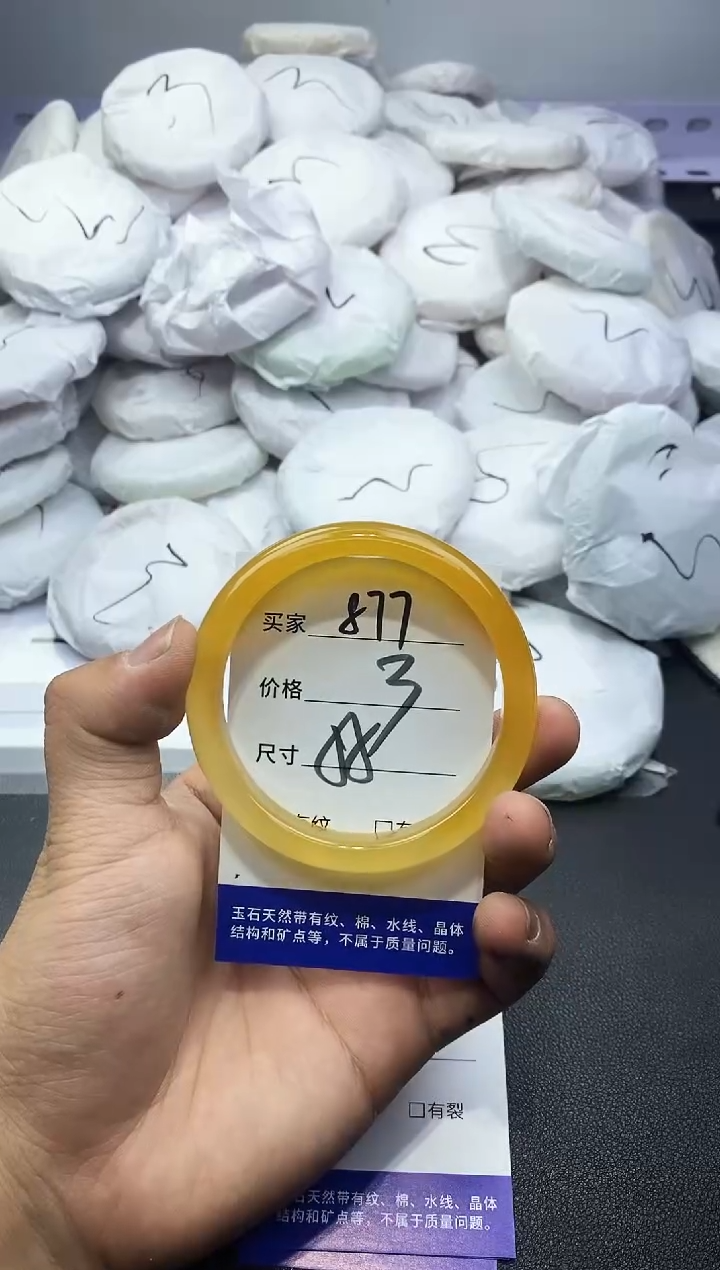 买家 877
价格 3
尺寸
玉石天然带有纹、棉、水线、晶体
结构和矿点等，不属于质量问题。
□有裂
石天然带有纹、棉、水线、晶体
结构和矿点等，不属于质量问题。